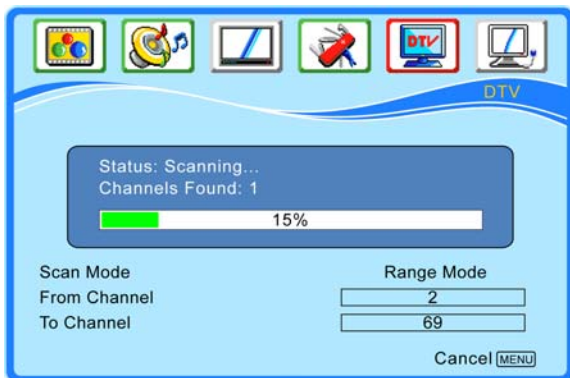 DTV
DTV
Status: Scanning...
Channels Found: 1
15%
Scan Mode Range Mode
From Channel 2
To Channel 69
Cancel MENU